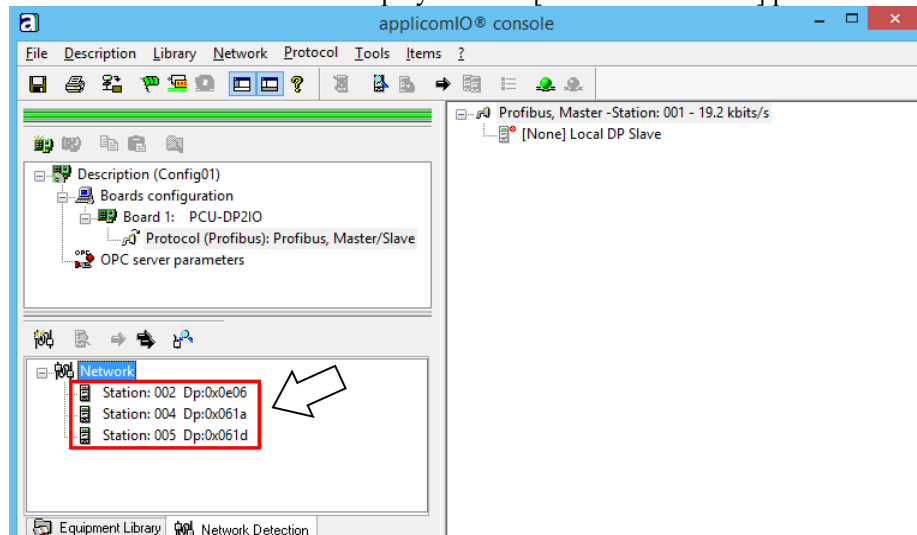 applicomIO® console
File Description Library Network Protocol Tools Items ?
Description (Config01)
Boards configuration
Board 1: PCU-DP2IO
Protocol (Profibus): Profibus, Master/Slave
OPC server parameters
Network
Station: 002 Dp:0x0e06
Station: 004 Dp:0x061a
Station: 005 Dp:0x061d
Equipment Library Network Detection
Profibus, Master -Station: 001 - 19.2 kbits/s
[None] Local DP Slave